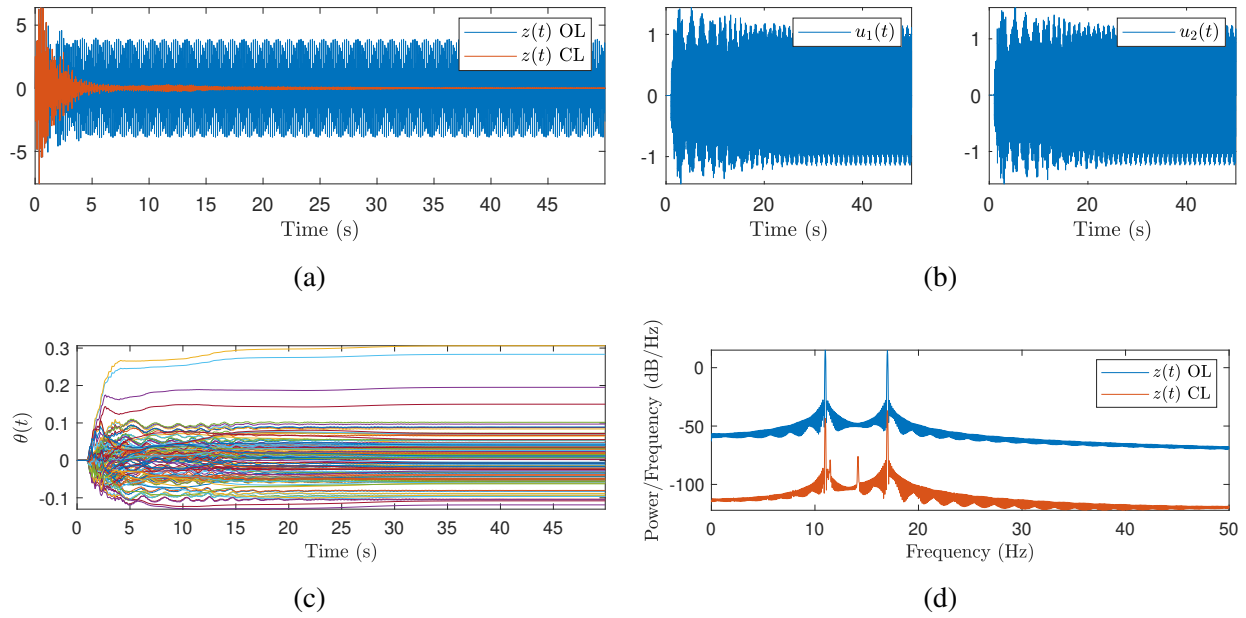 5
0
-5
z(t) OL
z(t) CL
0 5 10 15 20 25 30 35 40 45
Time (s)
(a)
1
0
-1
u₁(t)
0 20 40
Time (s)
1
0
-1
u₂(t)
0 20 40
Time (s)
(b)
0.3
0.2
0.1
0
-0.1
θ(t)
0 5 10 15 20 25 30 35 40 45
Time (s)
(c)
Power/Frequency (dB/Hz)
0
-50
-100
z(t) OL
z(t) CL
0 10 20 30 40 50
Frequency (Hz)
(d)